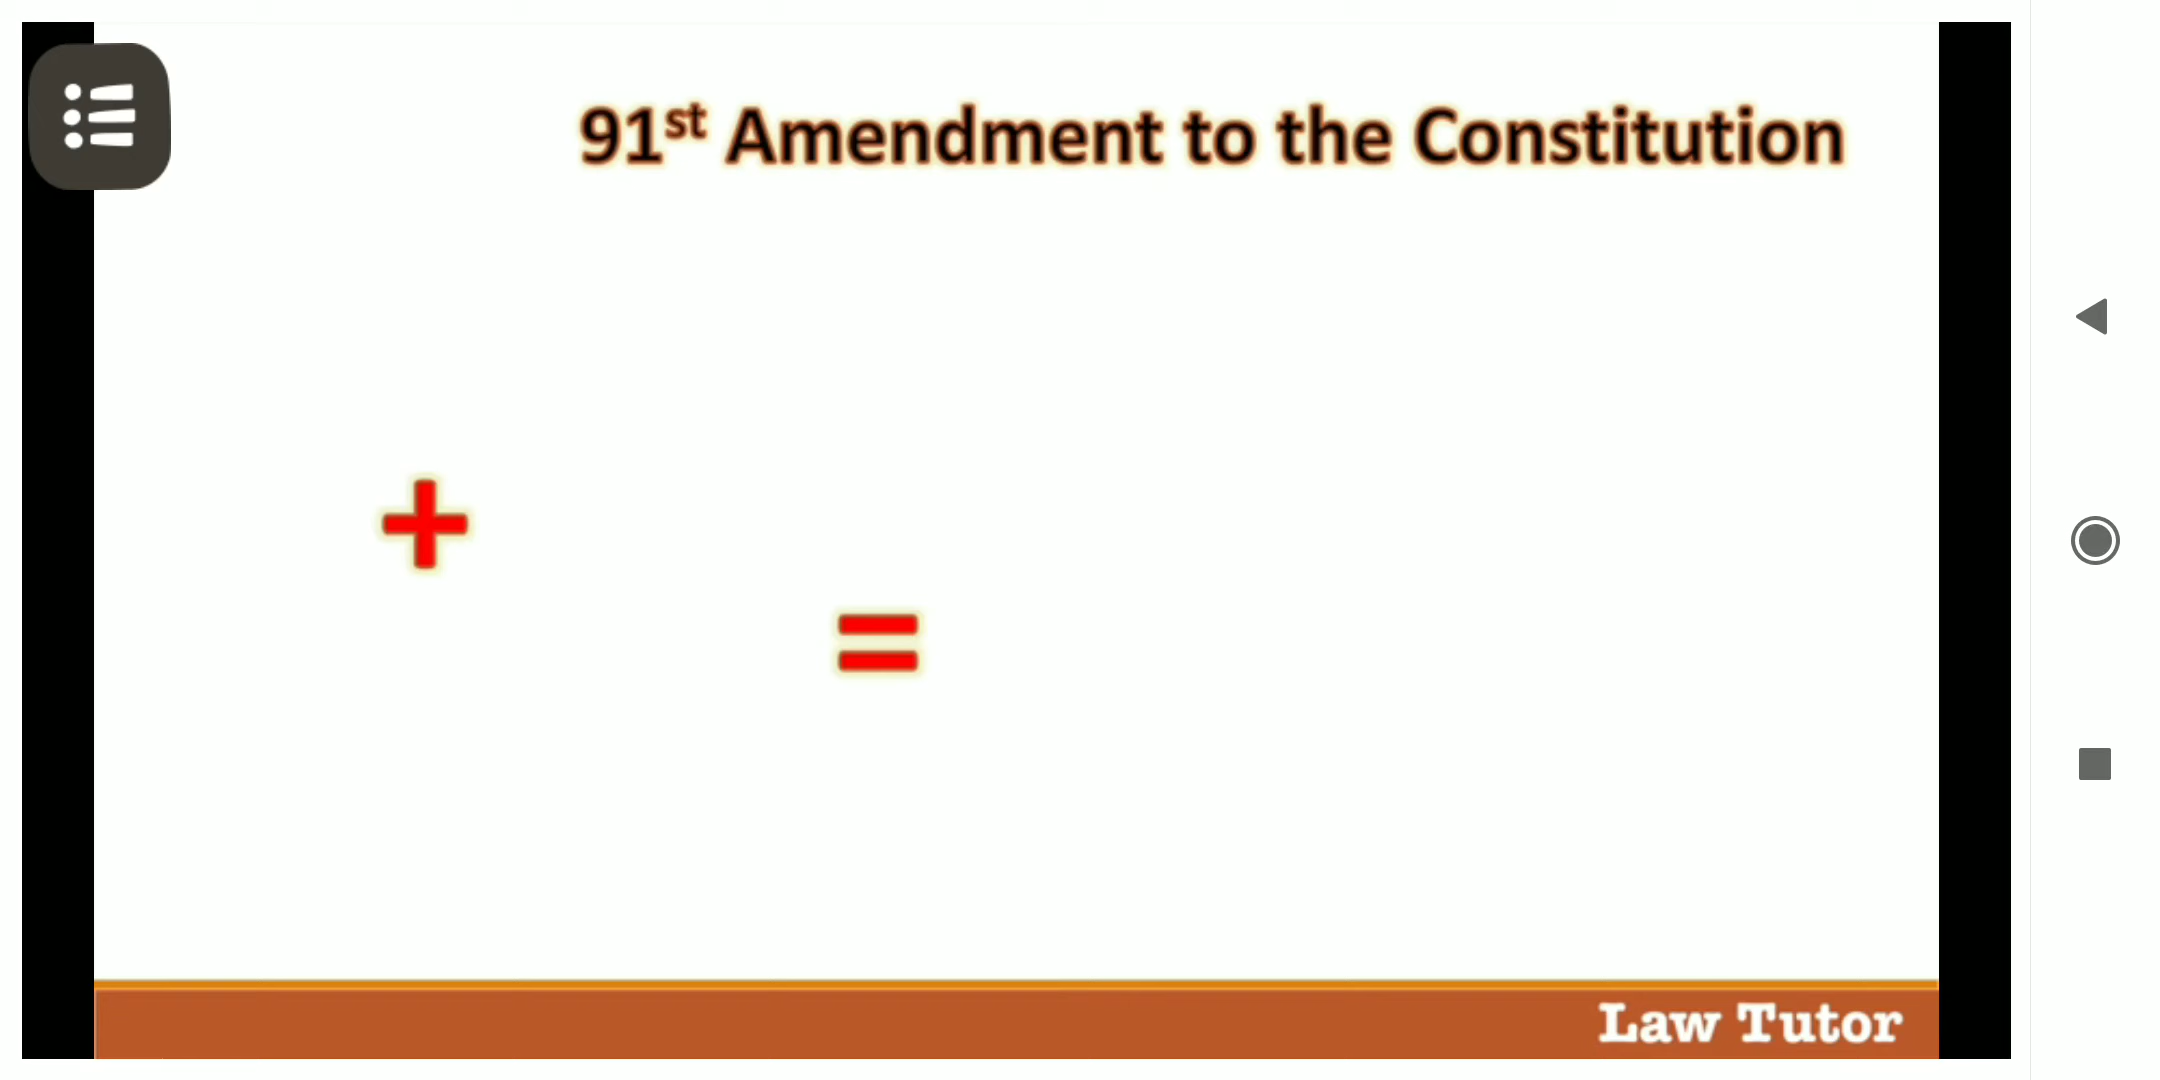 91st Amendment to the Constitution
+
=
Law Tutor